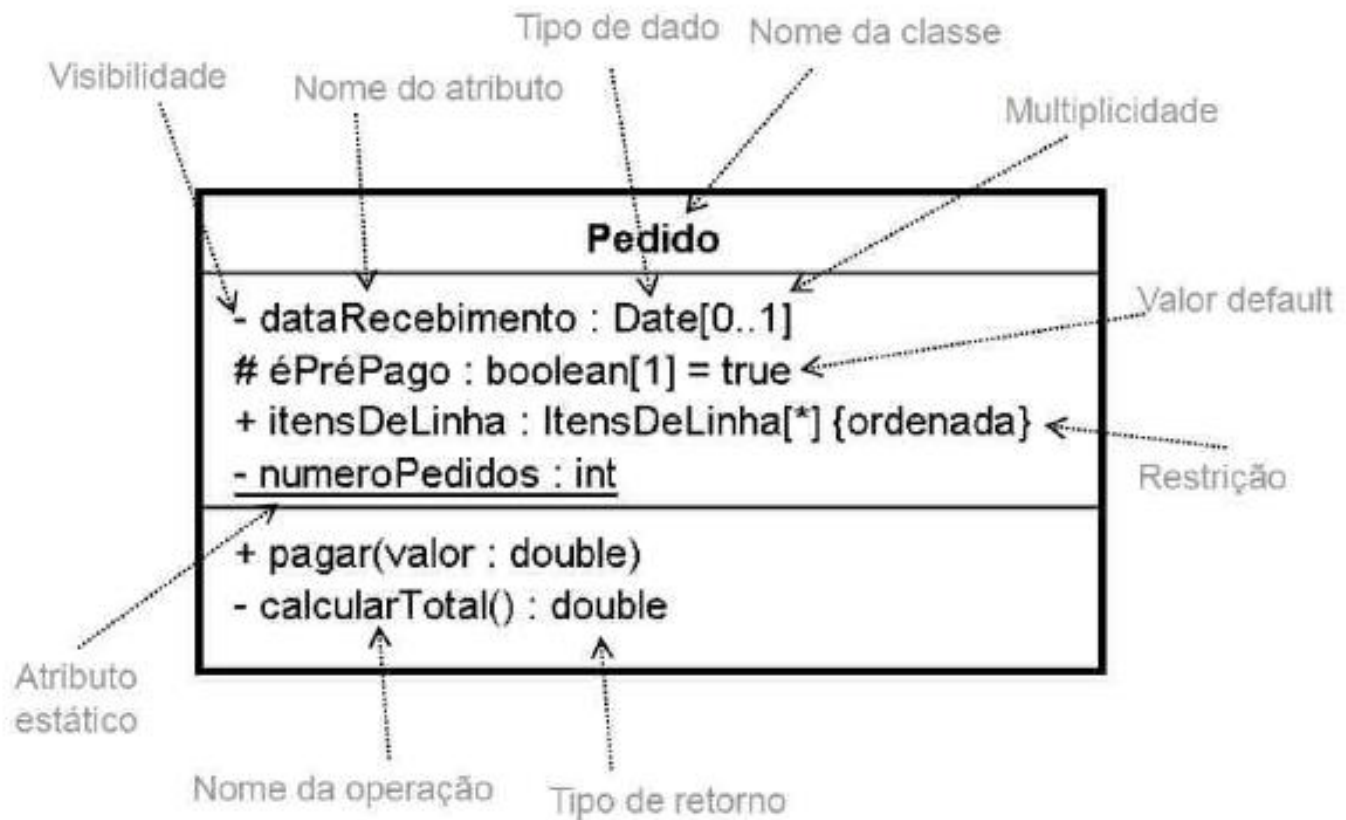 Tipo de dado
Nome da classe
Visibilidade
Nome do atributo
Multiplicidade
Pedido
- dataRecebimento : Date[0..1]
Valor default
# éPréPago : boolean[1] = true
+ itensDeLinha : ItensDeLinha[*] {ordenada}
Restrição
- numeroPedidos : int
+ pagar(valor : double)
- calcularTotal() : double
Atributo
estático
Nome da operação
Tipo de retorno